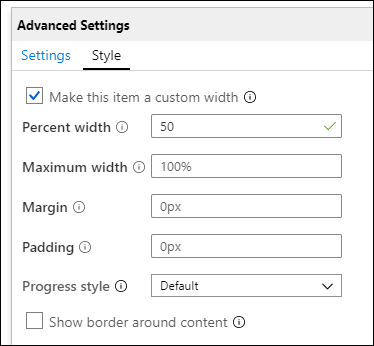 Advanced Settings
Settings Style
Make this item a custom width
Percent width 50
Maximum width 100%
Margin 0px
Padding 0px
Progress style Default
Show border around content